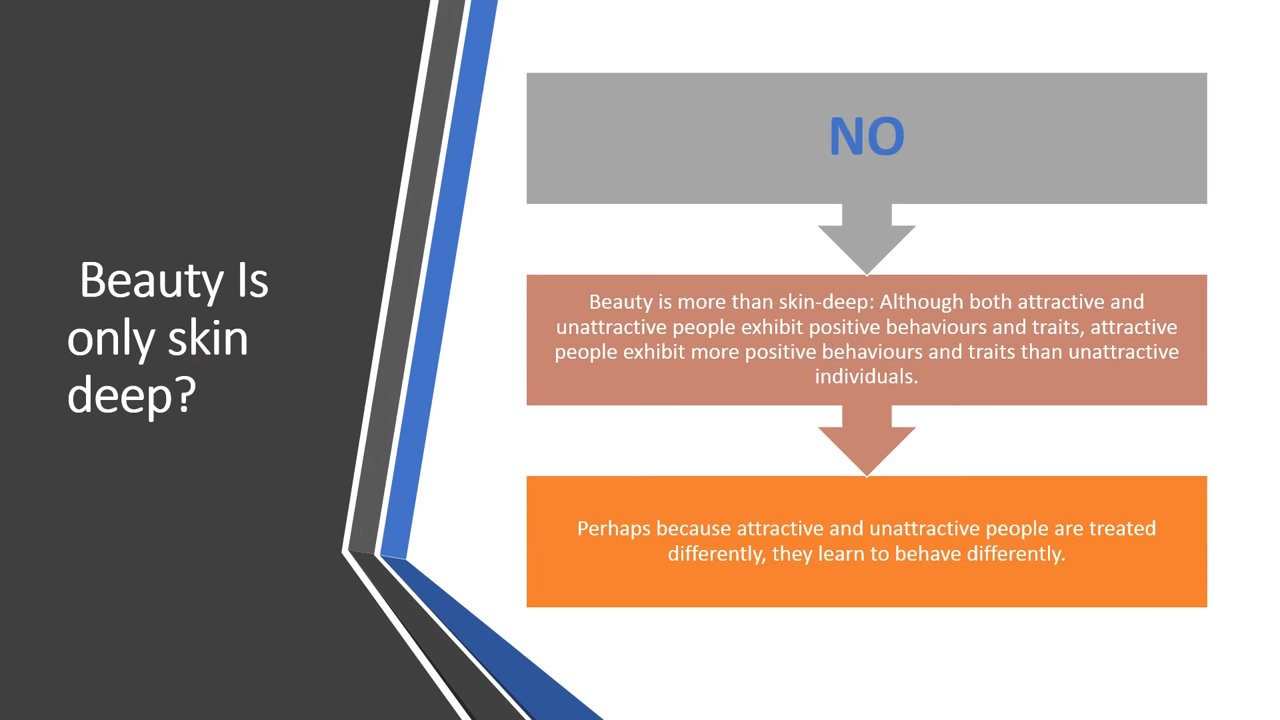 Beauty Is
only skin
deep?
NO
Beauty is more than skin-deep: Although both attractive and
unattractive people exhibit positive behaviours and traits, attractive
people exhibit more positive behaviours and traits than unattractive
individuals.
Perhaps because attractive and unattractive people are treated
differently, they learn to behave differently.